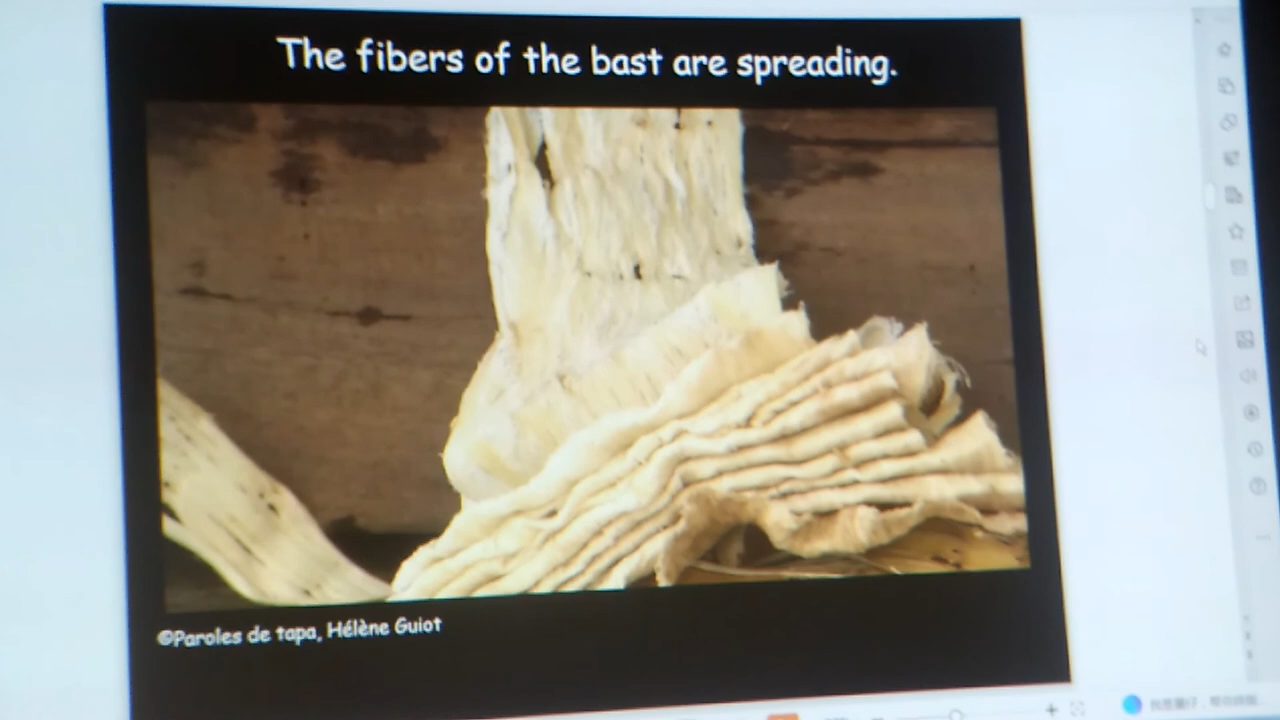 The fibers of the bast are spreading.
©Paroles de tapa, Hélène Guiot